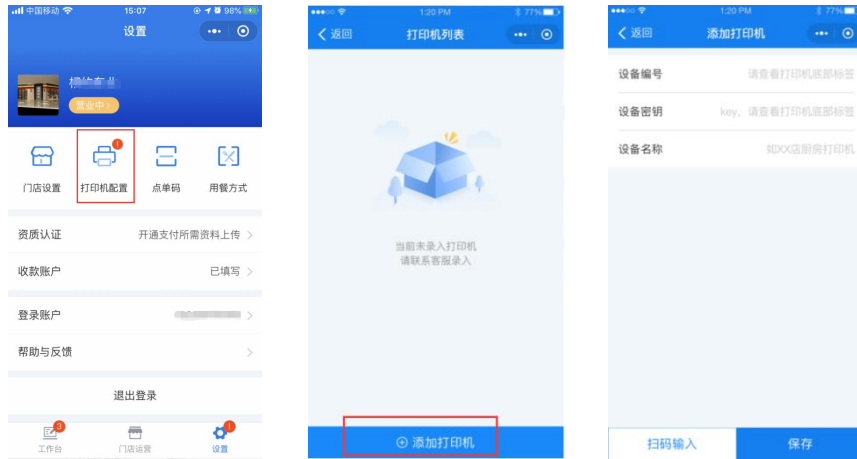 中国移动
15:07
98%
设置
营业中
门店设置
打印机配置
点单码
用餐方式
资质认证
开通支付所需资料上传
收款账户
已填写
登录账户
帮助与反馈
退出登录
3
工作台
门店运营
设置
1:20 PM
77%
返回
打印机列表
当前未录入打印机
请联系客服录入
添加打印机
1:20 PM
77%
返回
添加打印机
设备编号
请查看打印机底部标签
设备密钥
key，请查看打印机底部标签
设备名称
如XX店厨房打印机
扫码输入
保存